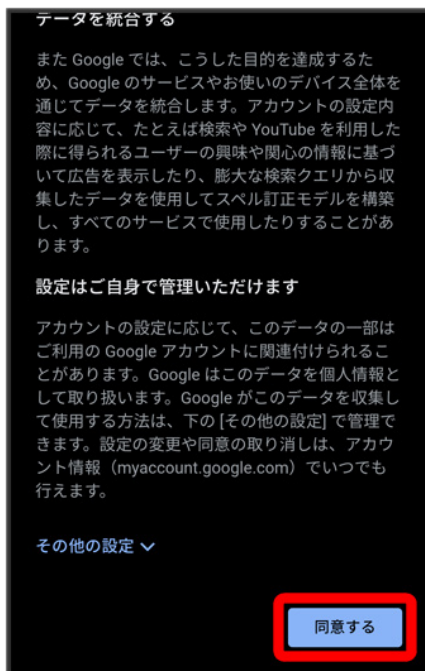 データを統合する
また Google では、こうした目的を達成するた
め、Google のサービスやお使いのデバイス全体を
通じてデータを統合します。アカウントの設定内
容に応じて、たとえば検索や YouTube を利用した
際に得られるユーザーの興味や関心の情報に基づ
いて広告を表示したり、膨大な検索クエリから収
集したデータを使用してスペル訂正モデルを構築
し、すべてのサービスで使用したりすることがあ
ります。
設定はご自身で管理いただけます
アカウントの設定に応じて、このデータの一部は
ご利用の Google アカウントに関連付けられるこ
とがあります。Google はこのデータを個人情報と
して取り扱います。Google がこのデータを収集し
て使用する方法は、下の [その他の設定] で管理で
きます。設定の変更や同意の取り消しは、アカウ
ント情報（myaccount.google.com）でいつでも
行えます。
その他の設定
同意する